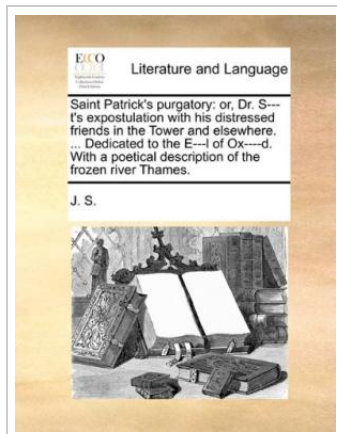 ECCO
Literature and Language
Saint Patrick's purgatory: or, Dr. S---
t's expostulation with his distressed
friends in the Tower and elsewhere.
... Dedicated to the E---l of Ox----d.
With a poetical description of the
frozen river Thames.
J. S.